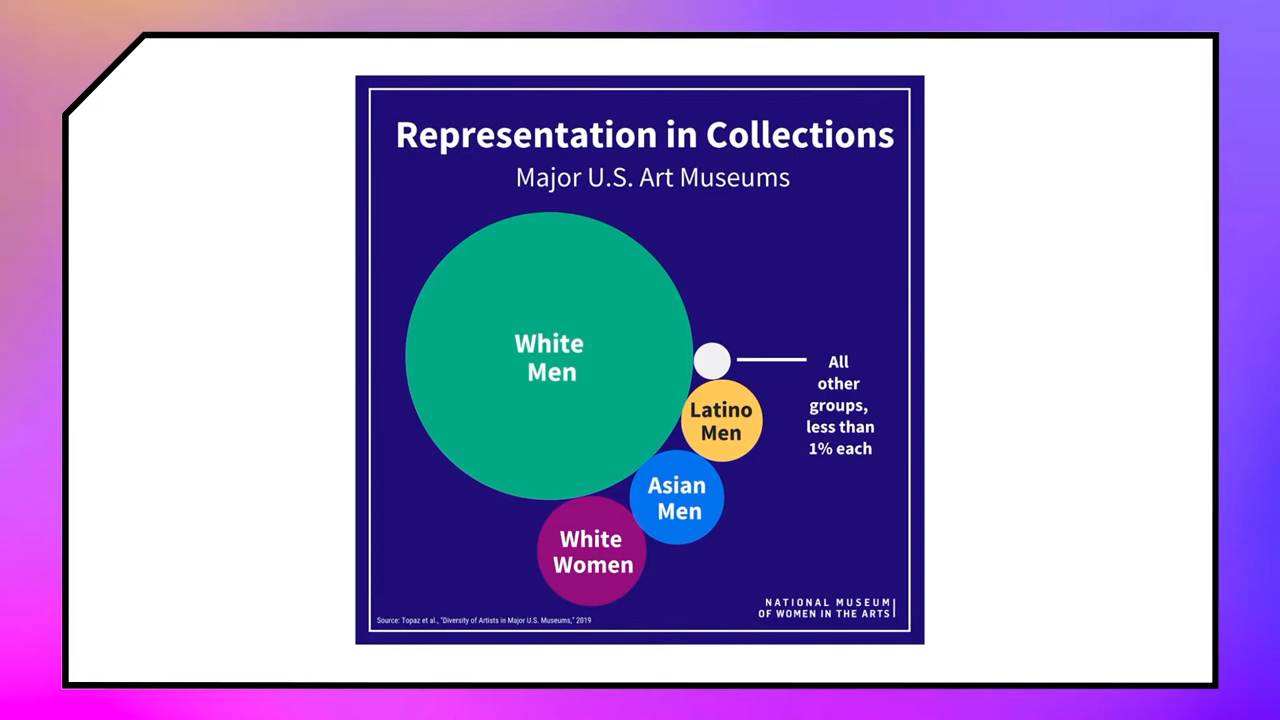 Representation in Collections
Major U.S. Art Museums
White
Men
All
other
groups,
less than
1% each
Latino
Men
Asian
Men
White
Women
NATIONAL MUSEUM
OF WOMEN IN THE ARTS
Source: Topaz et al., "Diversity of Artists in Major U.S. Museums," 2019